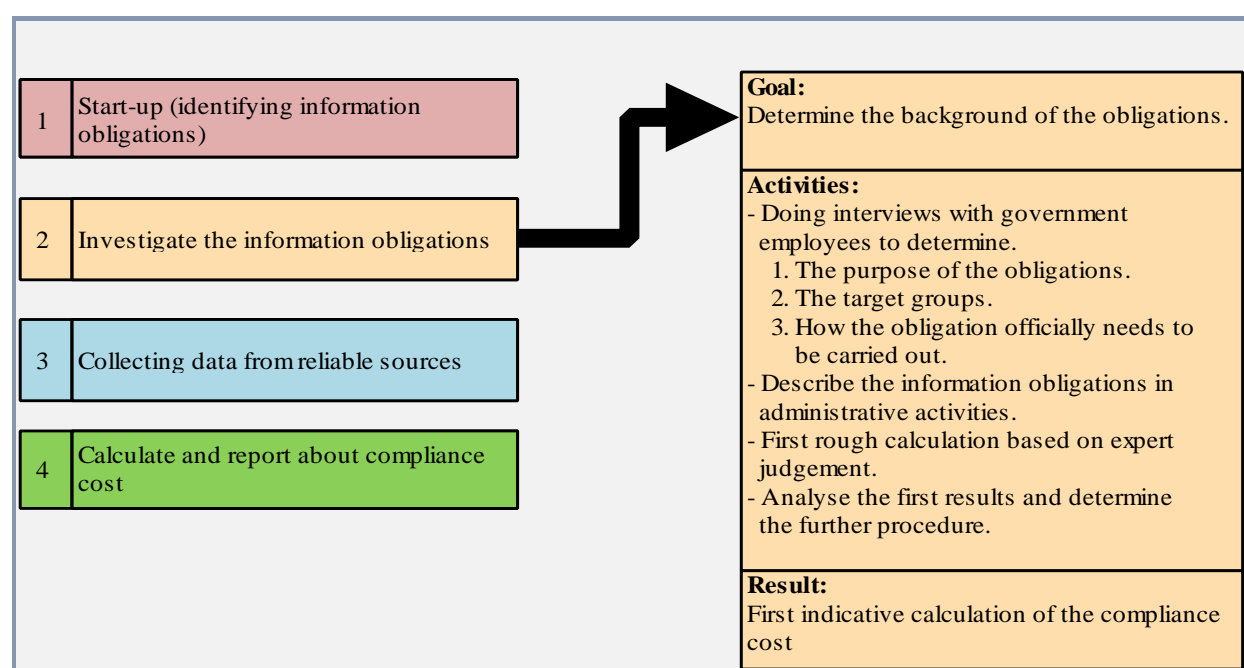 1
Start-up (identifying information
obligations)
2
Investigate the information obligations
3
Collecting data from reliable sources
4
Calculate and report about compliance
cost
Goal:
Determine the background of the obligations.
Activities:
- Doing interviews with government
employees to determine.
1. The purpose of the obligations.
2. The target groups.
3. How the obligation officially needs to
be carried out.
- Describe the information obligations in
administrative activities.
- First rough calculation based on expert
judgement.
- Analyse the first results and determine
the further procedure.
Result:
First indicative calculation of the compliance
cost